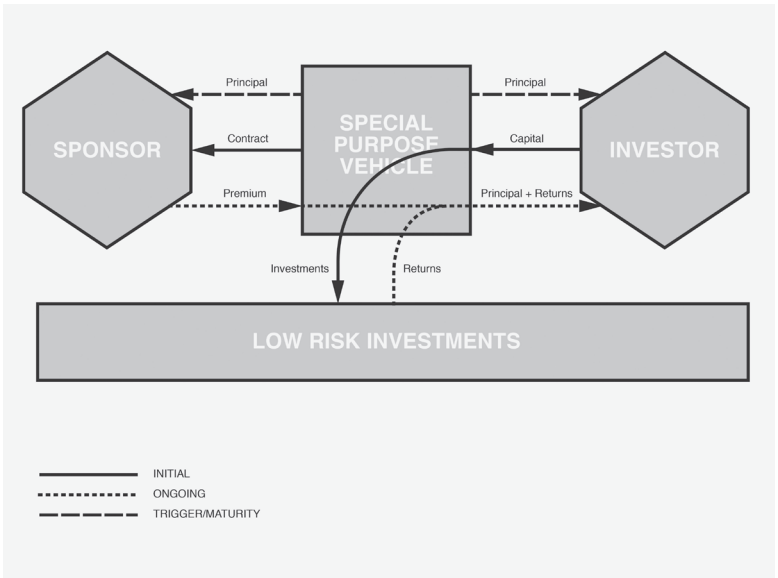 Principal
Principal
SPONSOR
SPECIAL
PURPOSE
VEHICLE
INVESTOR
Contract
Capital
Premium
Principal + Returns
Investments
Returns
LOW RISK INVESTMENTS
INITIAL
ONGOING
TRIGGER/MATURITY